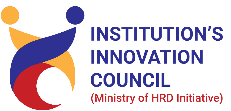 INSTITUTION'S
INNOVATION
COUNCIL
(Ministry of HRD Initiative)